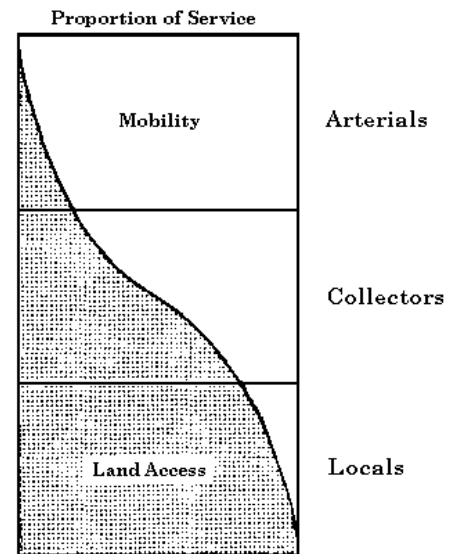 Proportion of Service
Mobility
Arterials
Collectors
Land Access
Locals